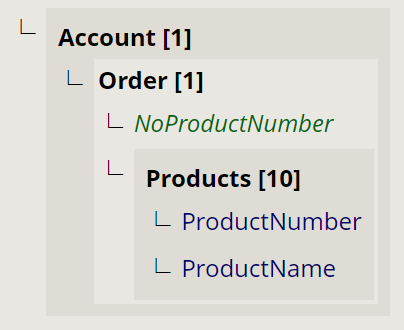 Account [1]
Order [1]
NoProductNumber
Products [10]
ProductNumber
ProductName